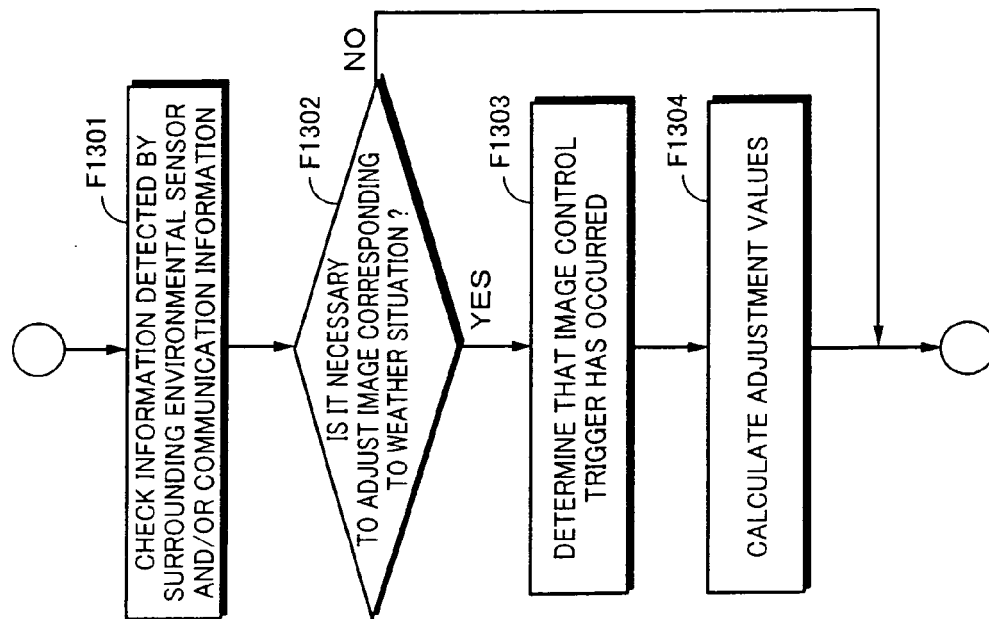 F1301
CHECK INFORMATION DETECTED BY
SURROUNDING ENVIRONMENTAL SENSOR
AND/OR COMMUNICATION INFORMATION
F1302
IS IT NECESSARY
TO ADJUST IMAGE CORRESPONDING
TO WEATHER SITUATION ?
NO
YES
F1303
DETERMINE THAT IMAGE CONTROL
TRIGGER HAS OCCURRED
F1304
CALCULATE ADJUSTMENT VALUES